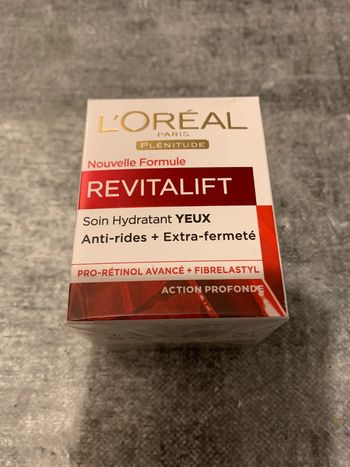 L'ORÉAL
PARIS
PLÉNITUDE
Nouvelle Formule
REVITALIFT
Soin Hydratant YEUX
Anti-rides + Extra-fermeté
PRO-RÉTINOL AVANCÉ + FIBRELASTYL
ACTION PROFONDE